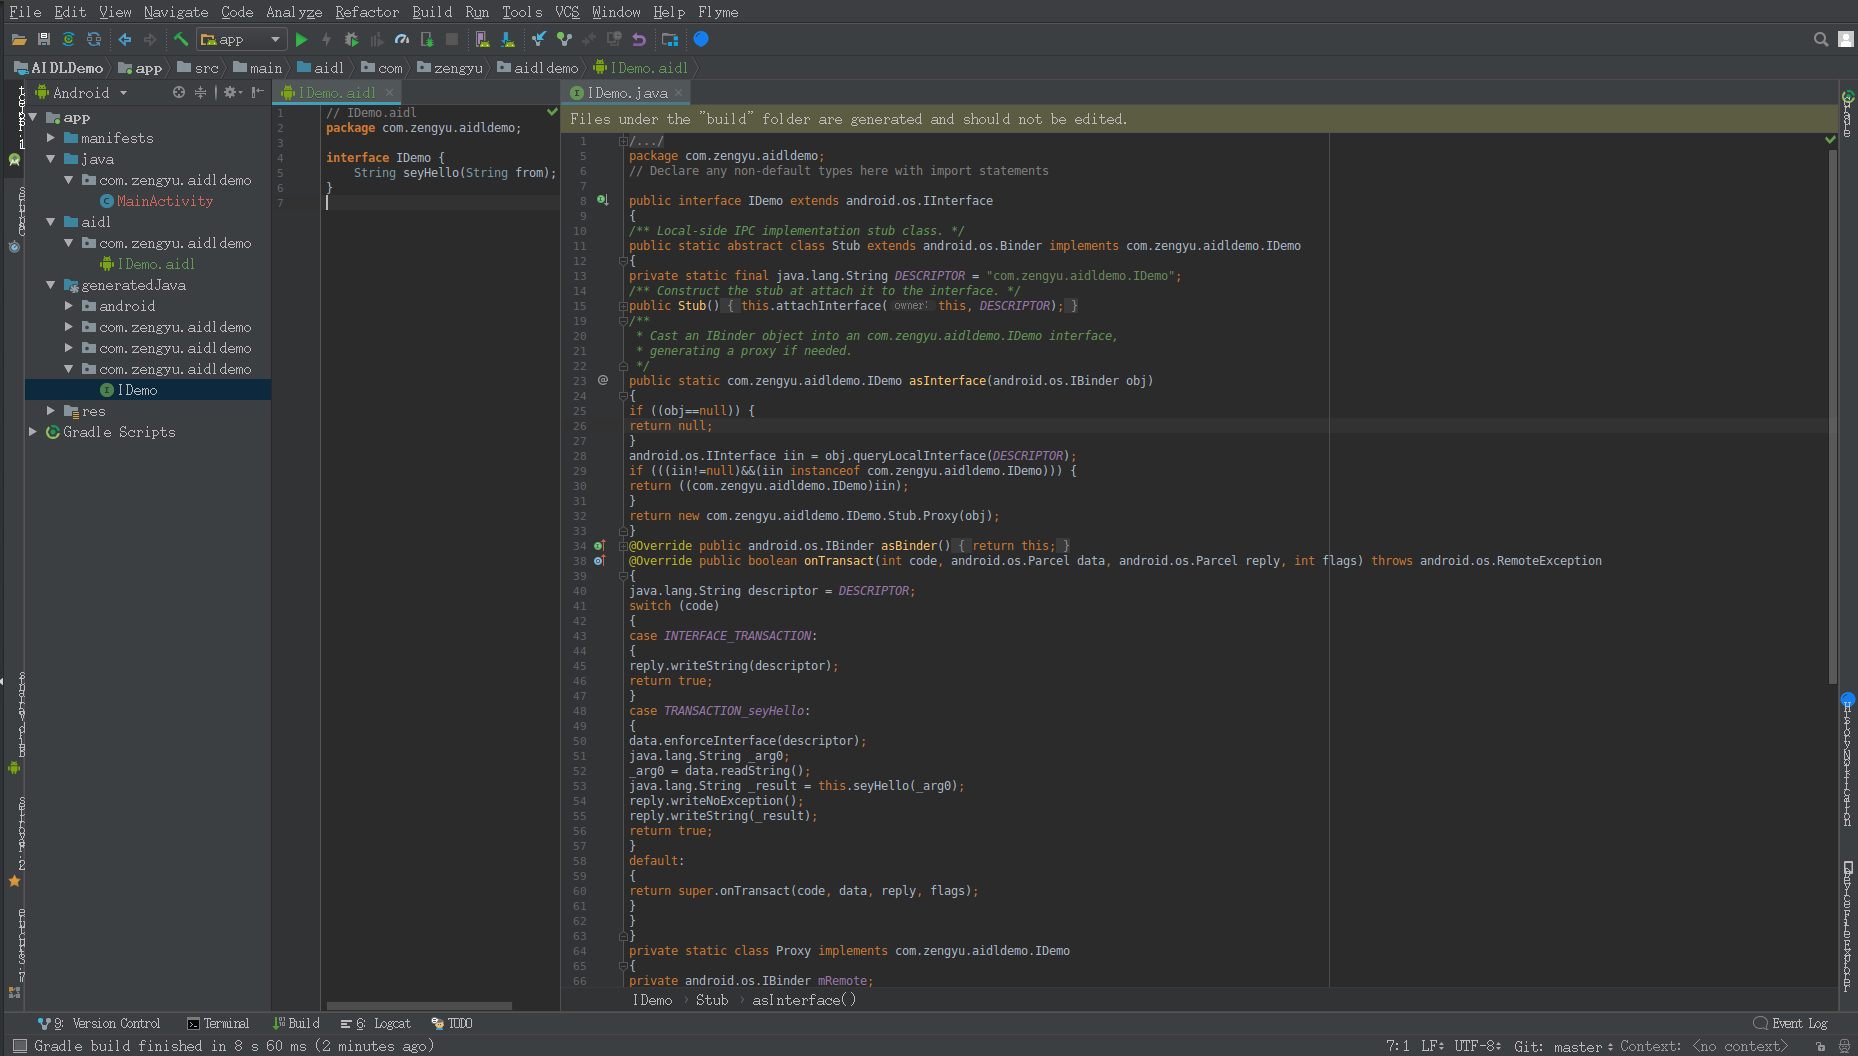 File Edit View Navigate Code Analyze Refactor Build Run Tools VCS Window Help Flyme
app
AIDLDemo app src main aidl com zengyu aidldemo IDemo.aidl
Android
app
manifests
java
com.zengyu.aidldemo
MainActivity
aidl
com.zengyu.aidldemo
IDemo.aidl
generatedJava
android
com.zengyu.aidldemo
com.zengyu.aidldemo
com.zengyu.aidldemo
IDemo
res
Gradle Scripts
IDemo.aidl
1 // IDemo.aidl
2 package com.zengyu.aidldemo;
3
4 interface IDemo {
5 String seyHello(String from);
6 }
7
IDemo.java
Files under the "build" folder are generated and should not be edited.
1 /.../
5 package com.zengyu.aidldemo;
6 // Declare any non-default types here with import statements
7
8 public interface IDemo extends android.os.IInterface
9 {
10 /** Local-side IPC implementation stub class. */
11 public static abstract class Stub extends android.os.Binder implements com.zengyu.aidldemo.IDemo
12 {
13 private static final java.lang.String DESCRIPTOR = "com.zengyu.aidldemo.IDemo";
14 /** Construct the stub at attach it to the interface. */
15 public Stub() { this.attachInterface( owner: this, DESCRIPTOR); }
19 /**
20 * Cast an IBinder object into an com.zengyu.aidldemo.IDemo interface,
21 * generating a proxy if needed.
22 */
23 public static com.zengyu.aidldemo.IDemo asInterface(android.os.IBinder obj)
24 {
25 if ((obj==null)) {
26 return null;
27 }
28 android.os.IInterface iin = obj.queryLocalInterface(DESCRIPTOR);
29 if (((iin!=null)&&(iin instanceof com.zengyu.aidldemo.IDemo))) {
30 return ((com.zengyu.aidldemo.IDemo)iin);
31 }
32 return new com.zengyu.aidldemo.IDemo.Stub.Proxy(obj);
33 }
34 @Override public android.os.IBinder asBinder() { return this; }
38 @Override public boolean onTransact(int code, android.os.Parcel data, android.os.Parcel reply, int flags) throws android.os.RemoteException
39 {
40 java.lang.String descriptor = DESCRIPTOR;
41 switch (code)
42 {
43 case INTERFACE_TRANSACTION:
44 {
45 reply.writeString(descriptor);
46 return true;
47 }
48 case TRANSACTION_seyHello:
49 {
50 data.enforceInterface(descriptor);
51 java.lang.String _arg0;
52 _arg0 = data.readString();
53 java.lang.String _result = this.seyHello(_arg0);
54 reply.writeNoException();
55 reply.writeString(_result);
56 return true;
57 }
58 default:
59 {
60 return super.onTransact(code, data, reply, flags);
61 }
62 }
63 }
64 private static class Proxy implements com.zengyu.aidldemo.IDemo
65 {
66 private android.os.IBinder mRemote;
IDemo › Stub › asInterface()
9: Version Control Terminal Build 6: Logcat TODO Event Log
Gradle build finished in 8 s 60 ms (2 minutes ago) 7:1 LF UTF-8 Git: master Context: <no context>